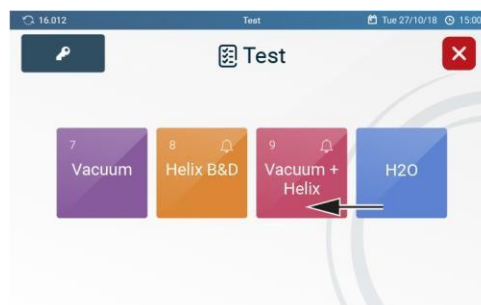 16.012 Test Tue 27/10/18 15:00
Test
7
Vacuum
8
Helix B&D
9
Vacuum +
Helix
H2O